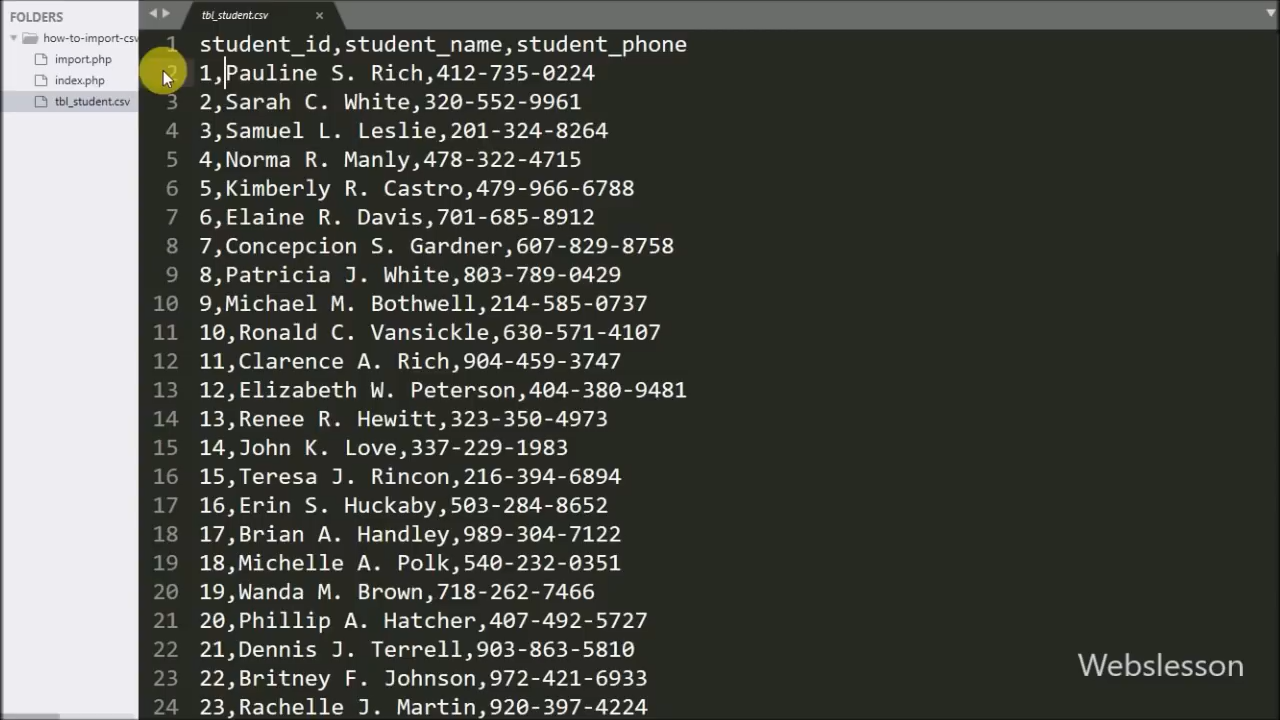 FOLDERS
how-to-import-csv
import.php
index.php
tbl_student.csv
tbl_student.csv ×
1 student_id,student_name,student_phone
2 1,Pauline S. Rich,412-735-0224
3 2,Sarah C. White,320-552-9961
4 3,Samuel L. Leslie,201-324-8264
5 4,Norma R. Manly,478-322-4715
6 5,Kimberly R. Castro,479-966-6788
7 6,Elaine R. Davis,701-685-8912
8 7,Concepcion S. Gardner,607-829-8758
9 8,Patricia J. White,803-789-0429
10 9,Michael M. Bothwell,214-585-0737
11 10,Ronald C. Vansickle,630-571-4107
12 11,Clarence A. Rich,904-459-3747
13 12,Elizabeth W. Peterson,404-380-9481
14 13,Renee R. Hewitt,323-350-4973
15 14,John K. Love,337-229-1983
16 15,Teresa J. Rincon,216-394-6894
17 16,Erin S. Huckaby,503-284-8652
18 17,Brian A. Handley,989-304-7122
19 18,Michelle A. Polk,540-232-0351
20 19,Wanda M. Brown,718-262-7466
21 20,Phillip A. Hatcher,407-492-5727
22 21,Dennis J. Terrell,903-863-5810
23 22,Britney F. Johnson,972-421-6933
24 23,Rachelle J. Martin,920-397-4224
Webslesson